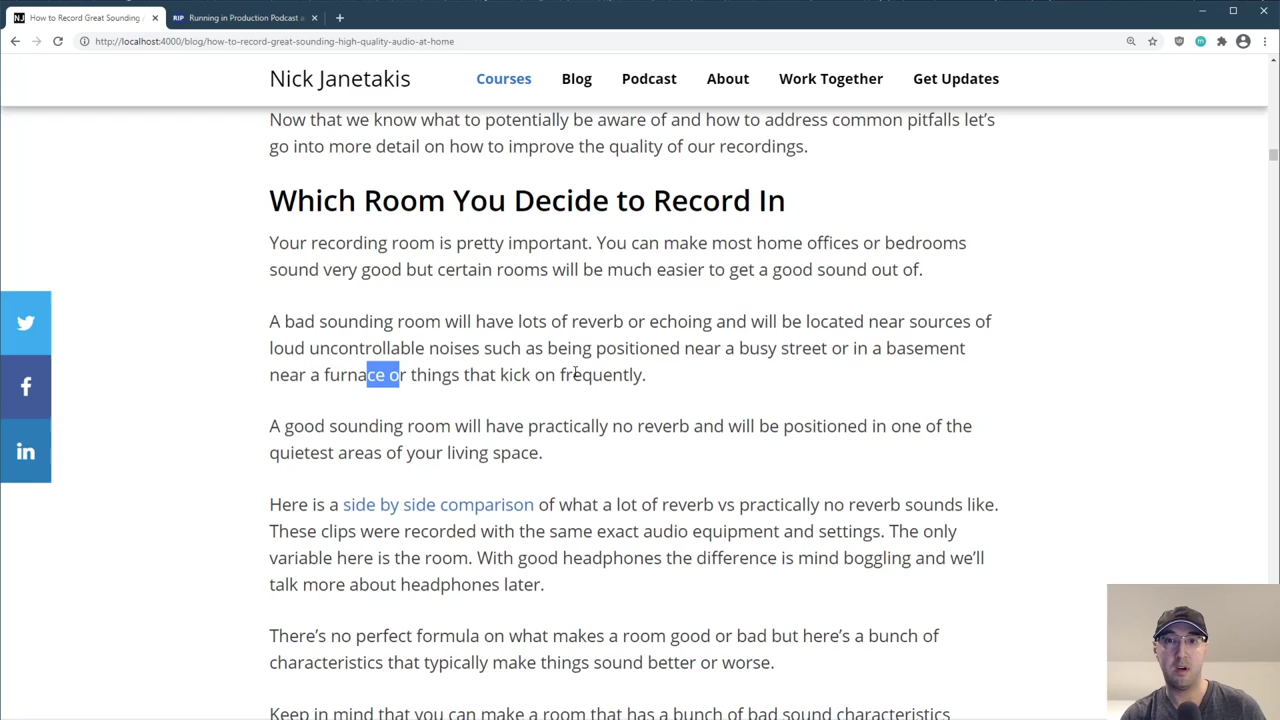 How to Record Great Sounding
Running in Production Podcast a
localhost:4000/blog/how-to-record-great-sounding-high-quality-audio-at-home
Nick Janetakis
Courses Blog Podcast About Work Together Get Updates
Now that we know what to potentially be aware of and how to address common pitfalls let's
go into more detail on how to improve the quality of our recordings.
Which Room You Decide to Record In
Your recording room is pretty important. You can make most home offices or bedrooms
sound very good but certain rooms will be much easier to get a good sound out of.
A bad sounding room will have lots of reverb or echoing and will be located near sources of
loud uncontrollable noises such as being positioned near a busy street or in a basement
near a furnace or things that kick on frequently.
A good sounding room will have practically no reverb and will be positioned in one of the
quietest areas of your living space.
Here is a side by side comparison of what a lot of reverb vs practically no reverb sounds like.
These clips were recorded with the same exact audio equipment and settings. The only
variable here is the room. With good headphones the difference is mind boggling and we'll
talk more about headphones later.
There's no perfect formula on what makes a room good or bad but here's a bunch of
characteristics that typically make things sound better or worse.
Keep in mind that you can make a room that has a bunch of bad sound characteristics